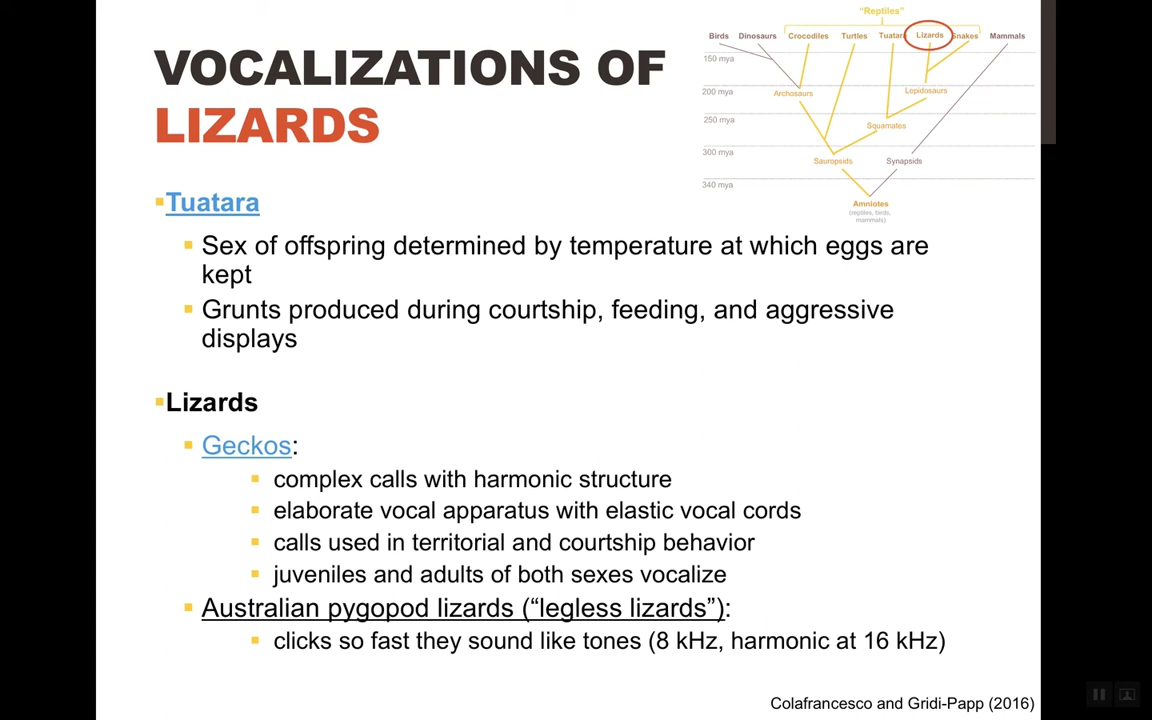 VOCALIZATIONS OF
LIZARDS
"Reptiles"
Birds Dinosaurs Crocodiles Turtles Tuatara Lizards Snakes Mammals
150 mya
200 mya
Archosaurs
Lepidosaurs
250 mya
Squamates
300 mya
Sauropsids
Synapsids
340 mya
Amniotes
(reptiles, birds,
mammals)
Tuatara
Sex of offspring determined by temperature at which eggs are
kept
Grunts produced during courtship, feeding, and aggressive
displays
Lizards
Geckos:
complex calls with harmonic structure
elaborate vocal apparatus with elastic vocal cords
calls used in territorial and courtship behavior
juveniles and adults of both sexes vocalize
Australian pygopod lizards (“legless lizards”):
clicks so fast they sound like tones (8 kHz, harmonic at 16 kHz)
Colafrancesco and Gridi-Papp (2016)